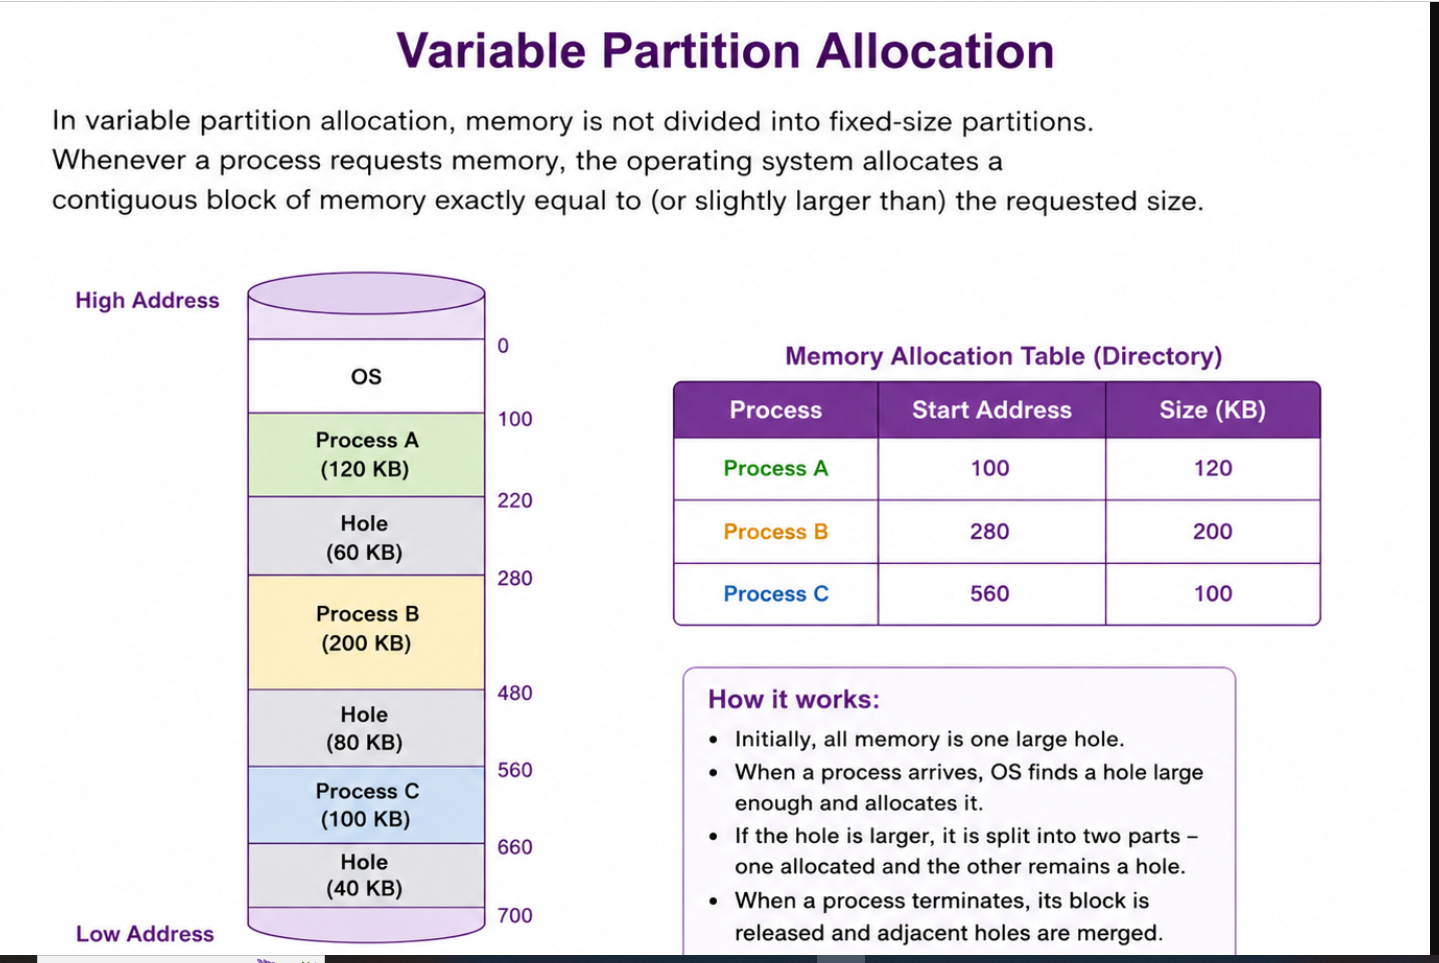 Variable Partition Allocation
In variable partition allocation, memory is not divided into fixed-size partitions.
Whenever a process requests memory, the operating system allocates a
contiguous block of memory exactly equal to (or slightly larger than) the requested size.
High Address
0
OS
100
Process A
(120 KB)
220
Hole
(60 KB)
280
Process B
(200 KB)
480
Hole
(80 KB)
560
Process C
(100 KB)
660
Hole
(40 KB)
700
Low Address
Memory Allocation Table (Directory)
Process Start Address Size (KB)
Process A 100 120
Process B 280 200
Process C 560 100
How it works:
• Initially, all memory is one large hole.
• When a process arrives, OS finds a hole large
enough and allocates it.
• If the hole is larger, it is split into two parts –
one allocated and the other remains a hole.
• When a process terminates, its block is
released and adjacent holes are merged.